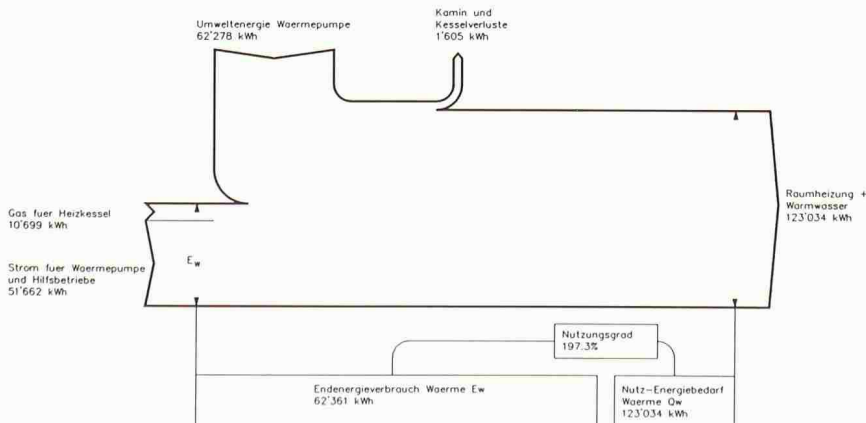 Umweltenergie Waermepumpe
62'278 kWh
Kamin und
Kesselverluste
1'605 kWh
Gas fuer Heizkessel
10'699 kWh
Strom fuer Waermepumpe
und Hilfsbetriebe
51'662 kWh
Ew
Raumheizung +
Warmwasser
123'034 kWh
Nutzungsgrad
197.3%
Endenergieverbrauch Waerme Ew
62'361 kWh
Nutz-Energiebedarf
Waerme Qw
123'034 kWh